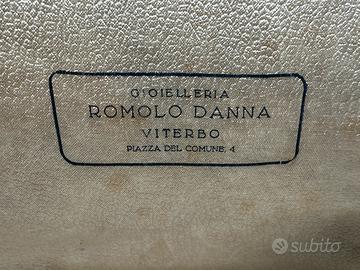 GIOIELLERIA
ROMOLO DANNA
VITERBO
PIAZZA DEL COMUNE, 4
subito